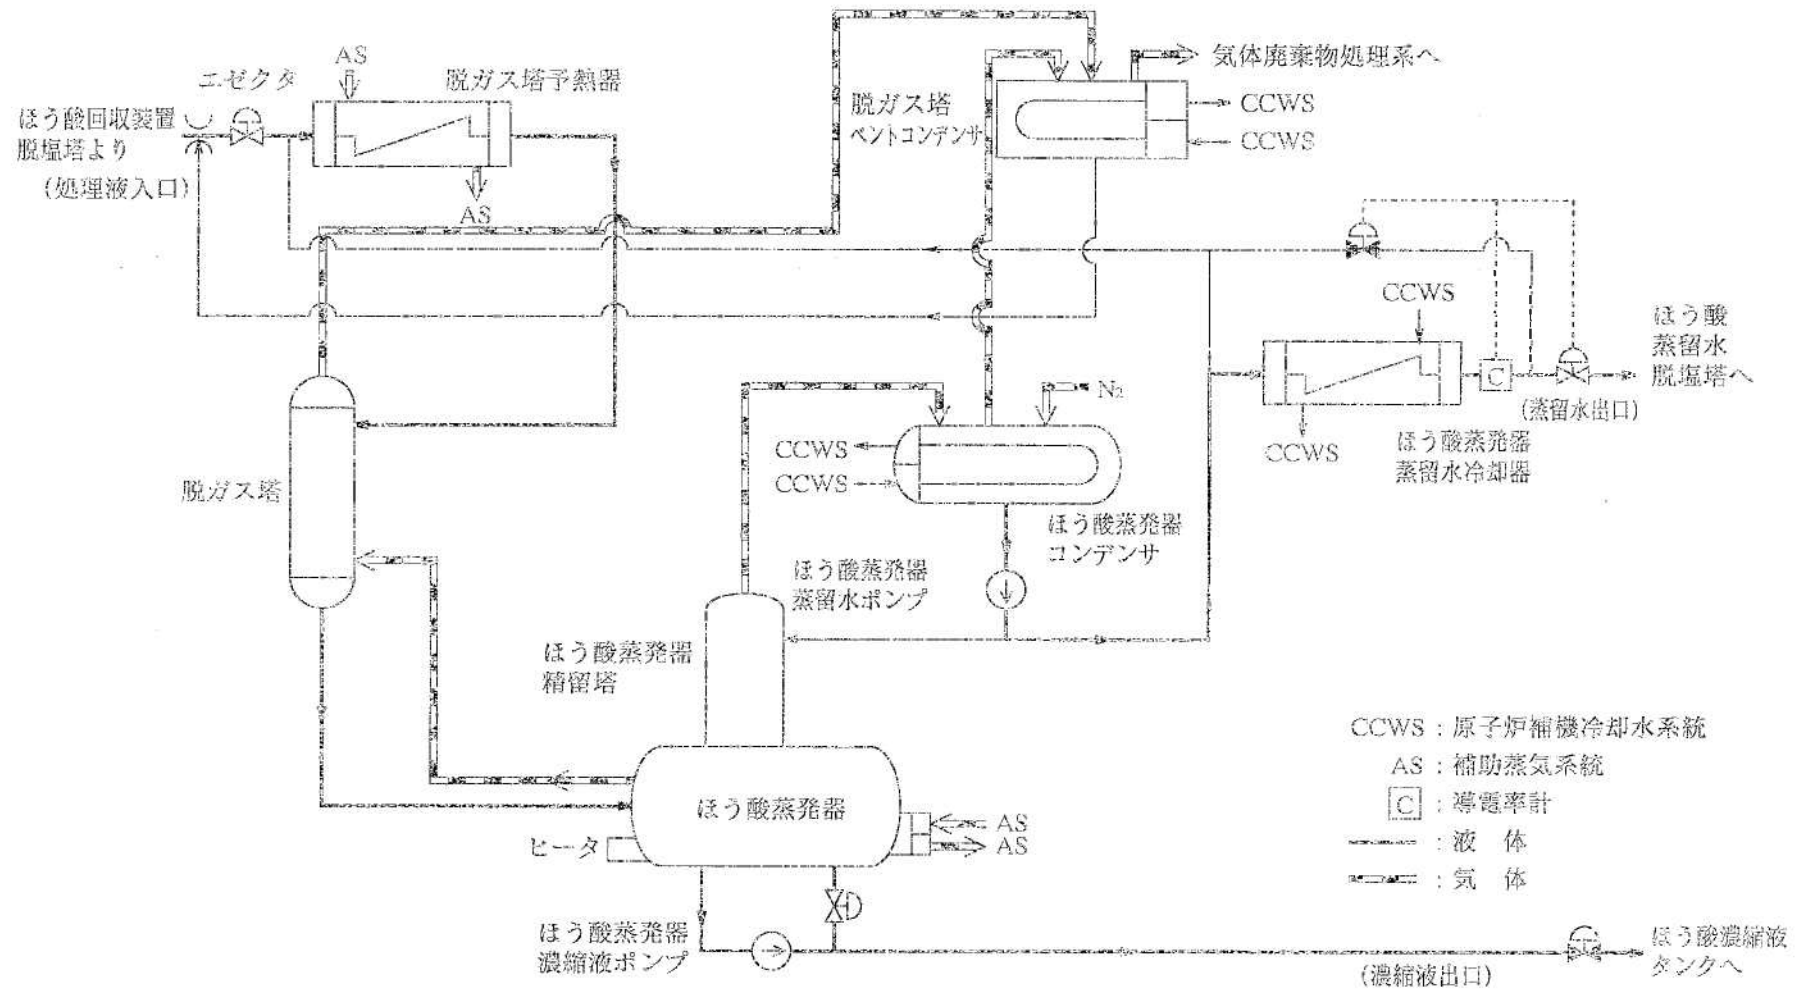 AS
エゼクタ
脱ガス塔予熱器
ほう酸回収装置
脱塩塔より
(処理液入口)
AS
気体廃棄物処理系へ
脱ガス塔
ベントコンデンサ
CCWS
CCWS
CCWS
ほう酸
蒸留水
脱塩塔へ
C
(蒸留水出口)
CCWS
ほう酸蒸発器
蒸留水冷却器
N₂
CCWS
CCWS
ほう酸蒸発器
コンデンサ
脱ガス塔
ほう酸蒸発器
蒸留水ポンプ
ほう酸蒸発器
精留塔
ほう酸蒸発器
ヒータ
AS
AS
ほう酸蒸発器
濃縮液ポンプ
CCWS : 原子炉補機冷却水系統
AS : 補助蒸気系統
C : 導電率計
: 液 体
: 気 体
ほう酸濃縮液
タンクへ
(濃縮液出口)